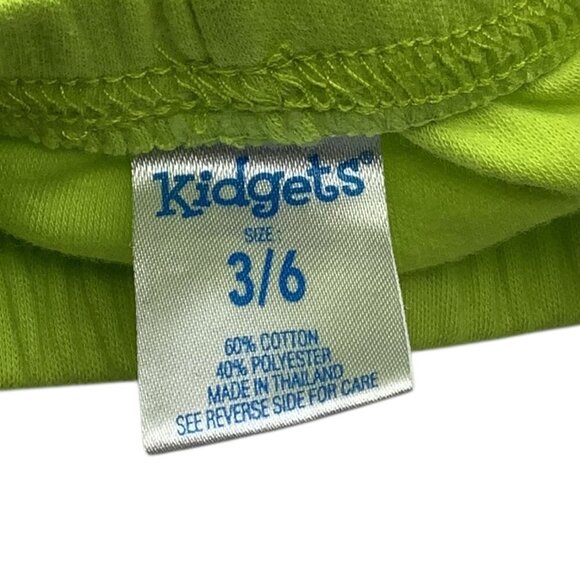 Kidgets®
SIZE
3/6
60% COTTON
40% POLYESTER
MADE IN THAILAND
SEE REVERSE SIDE FOR CARE